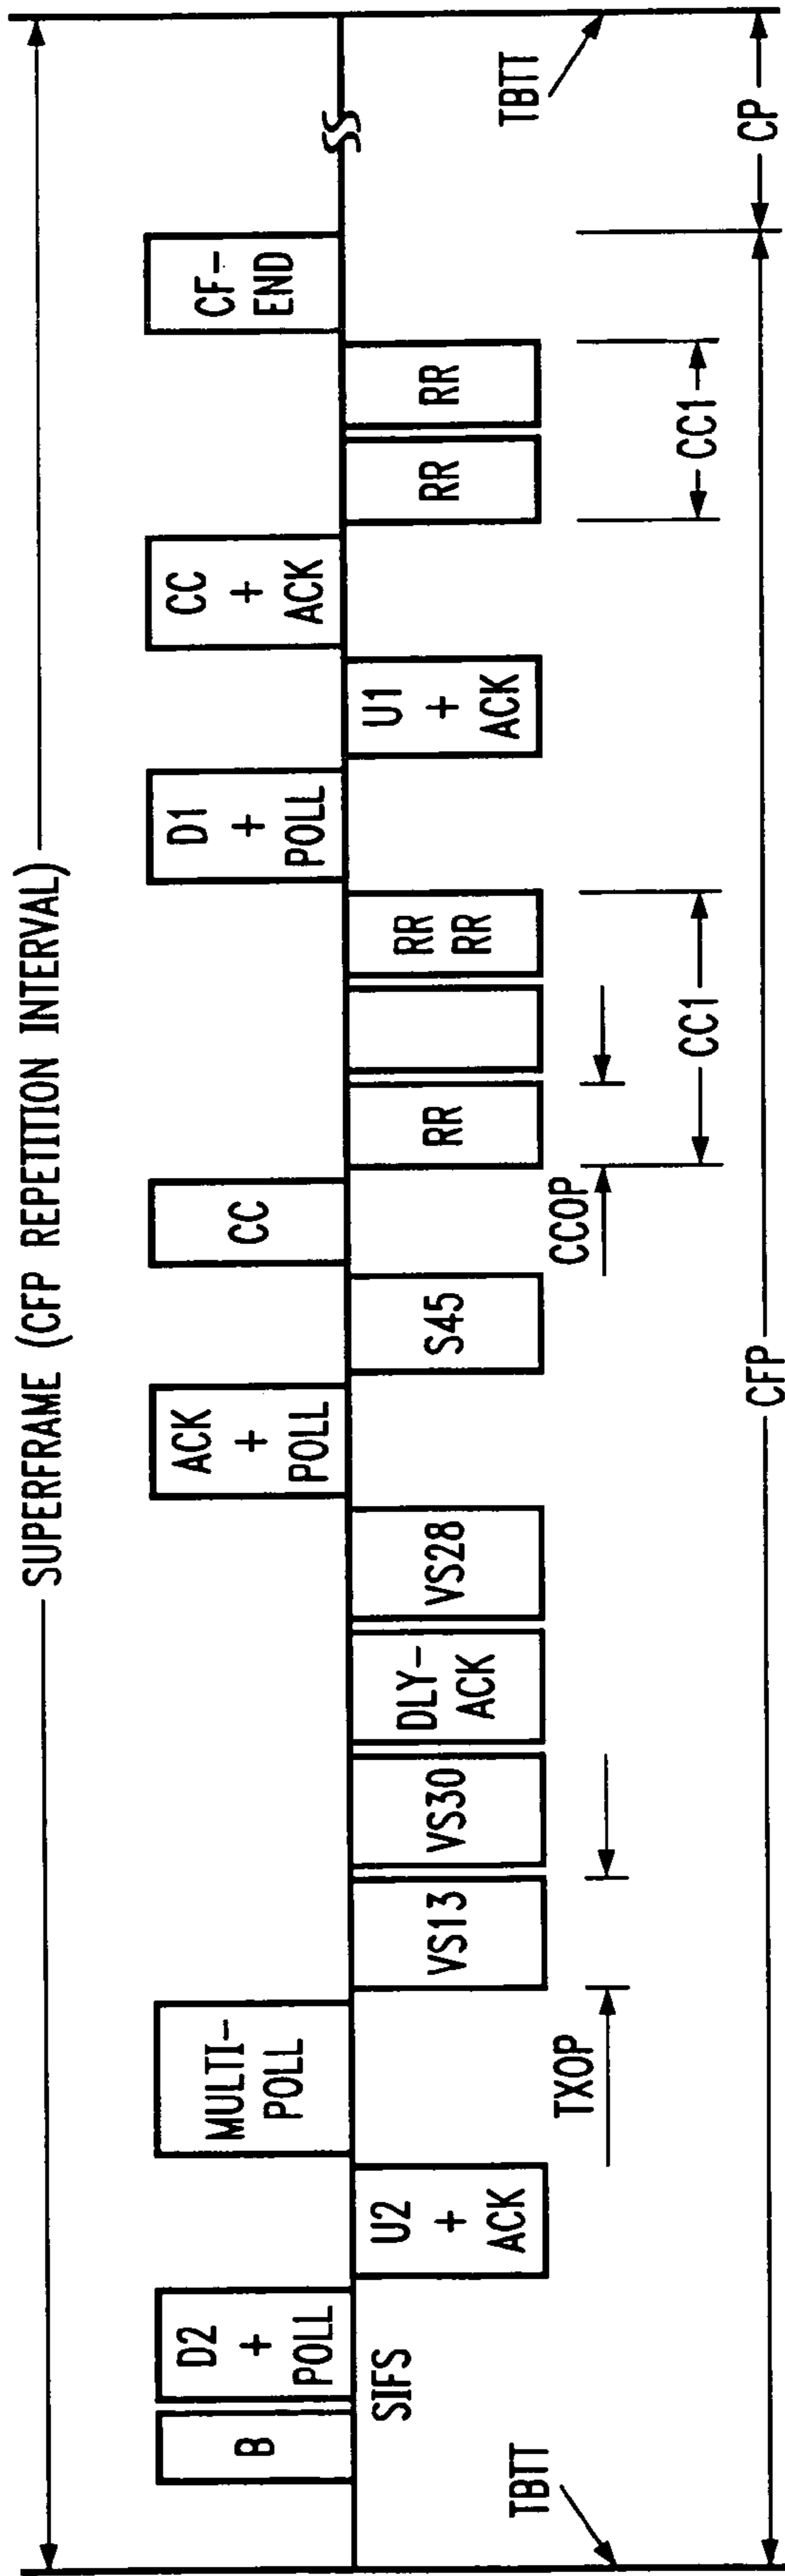 SUPERFRAME (CFP REPETITION INTERVAL)
B
D2
+
POLL
MULTI-
POLL
ACK
+
POLL
CC
D1
+
POLL
CC
+
ACK
CF-
END
SIFS
U2
+
ACK
VS13
VS30
DLY-
ACK
VS28
S45
RR
RR
RR
U1
+
ACK
RR
RR
TBTT
TXOP
CCOP
CC1
CC1
TBTT
CFP
CP